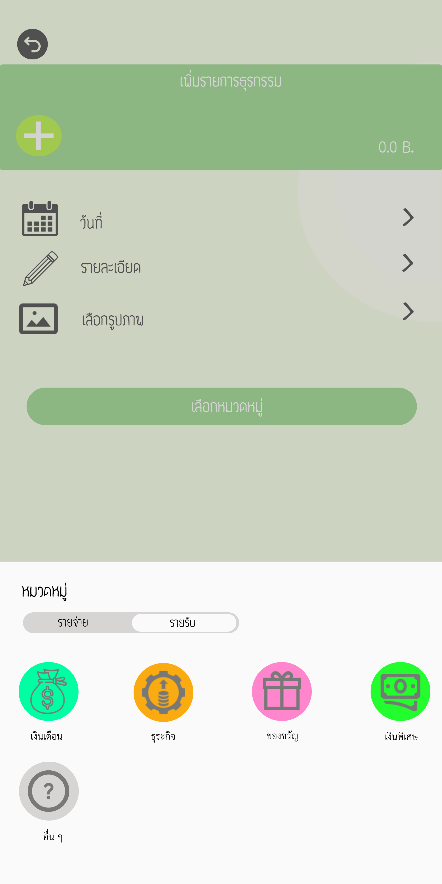 เพิ่มรายการธุรกรรม
0.0 B.
วันที่
รายละเอียด
เลือกรูปภาพ
เลือกหมวดหมู่
หมวดหมู่
รายจ่าย รายรับ
เงินเดือน ธุระกิจ ของขวัญ เงินพิเศษ
อื่น ๆ